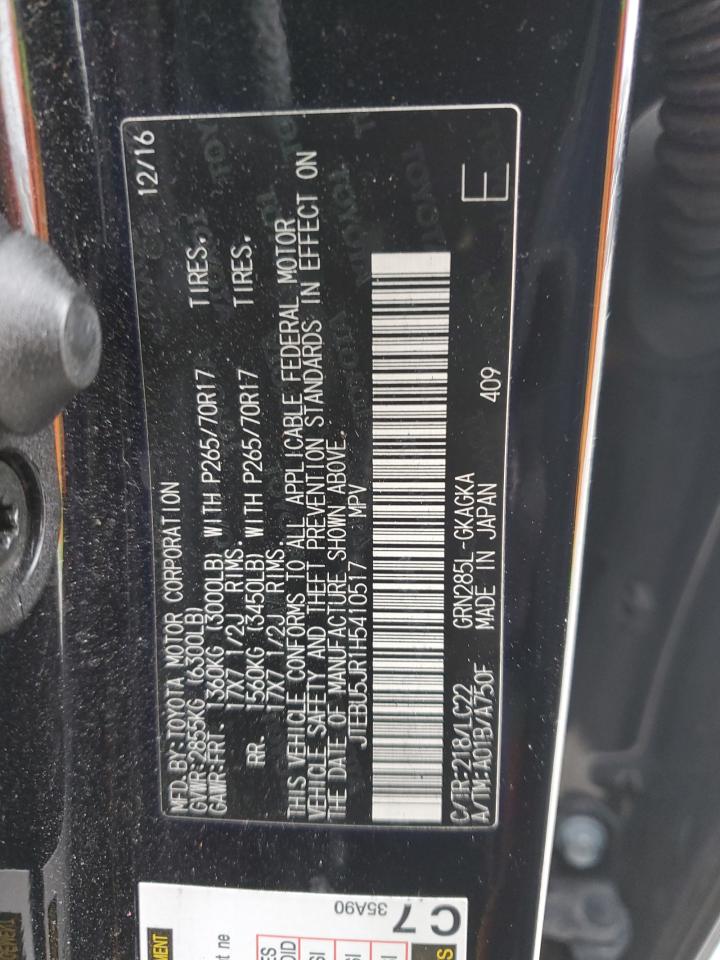 MFD. BY: TOYOTA MOTOR CORPORATION 12/16
GVWR: 2855KG (6300LB)
GAWR: FRT. 1360KG (3000LB) WITH P265/70R17 TIRES.
17X7 1/2J RIMS.
RR. 1560KG (3450LB) WITH P265/70R17 TIRES.
17X7 1/2J RIMS.
THIS VEHICLE CONFORMS TO ALL APPLICABLE FEDERAL MOTOR
VEHICLE SAFETY AND THEFT PREVENTION STANDARDS IN EFFECT ON
THE DATE OF MANUFACTURE SHOWN ABOVE.
JTEBU5JR1H5410517 MPV
C/TR: 218/LC22 GRN285L-GKAGKA
A/TM: A01B/A750F MADE IN JAPAN 409
E
C 7
35A90